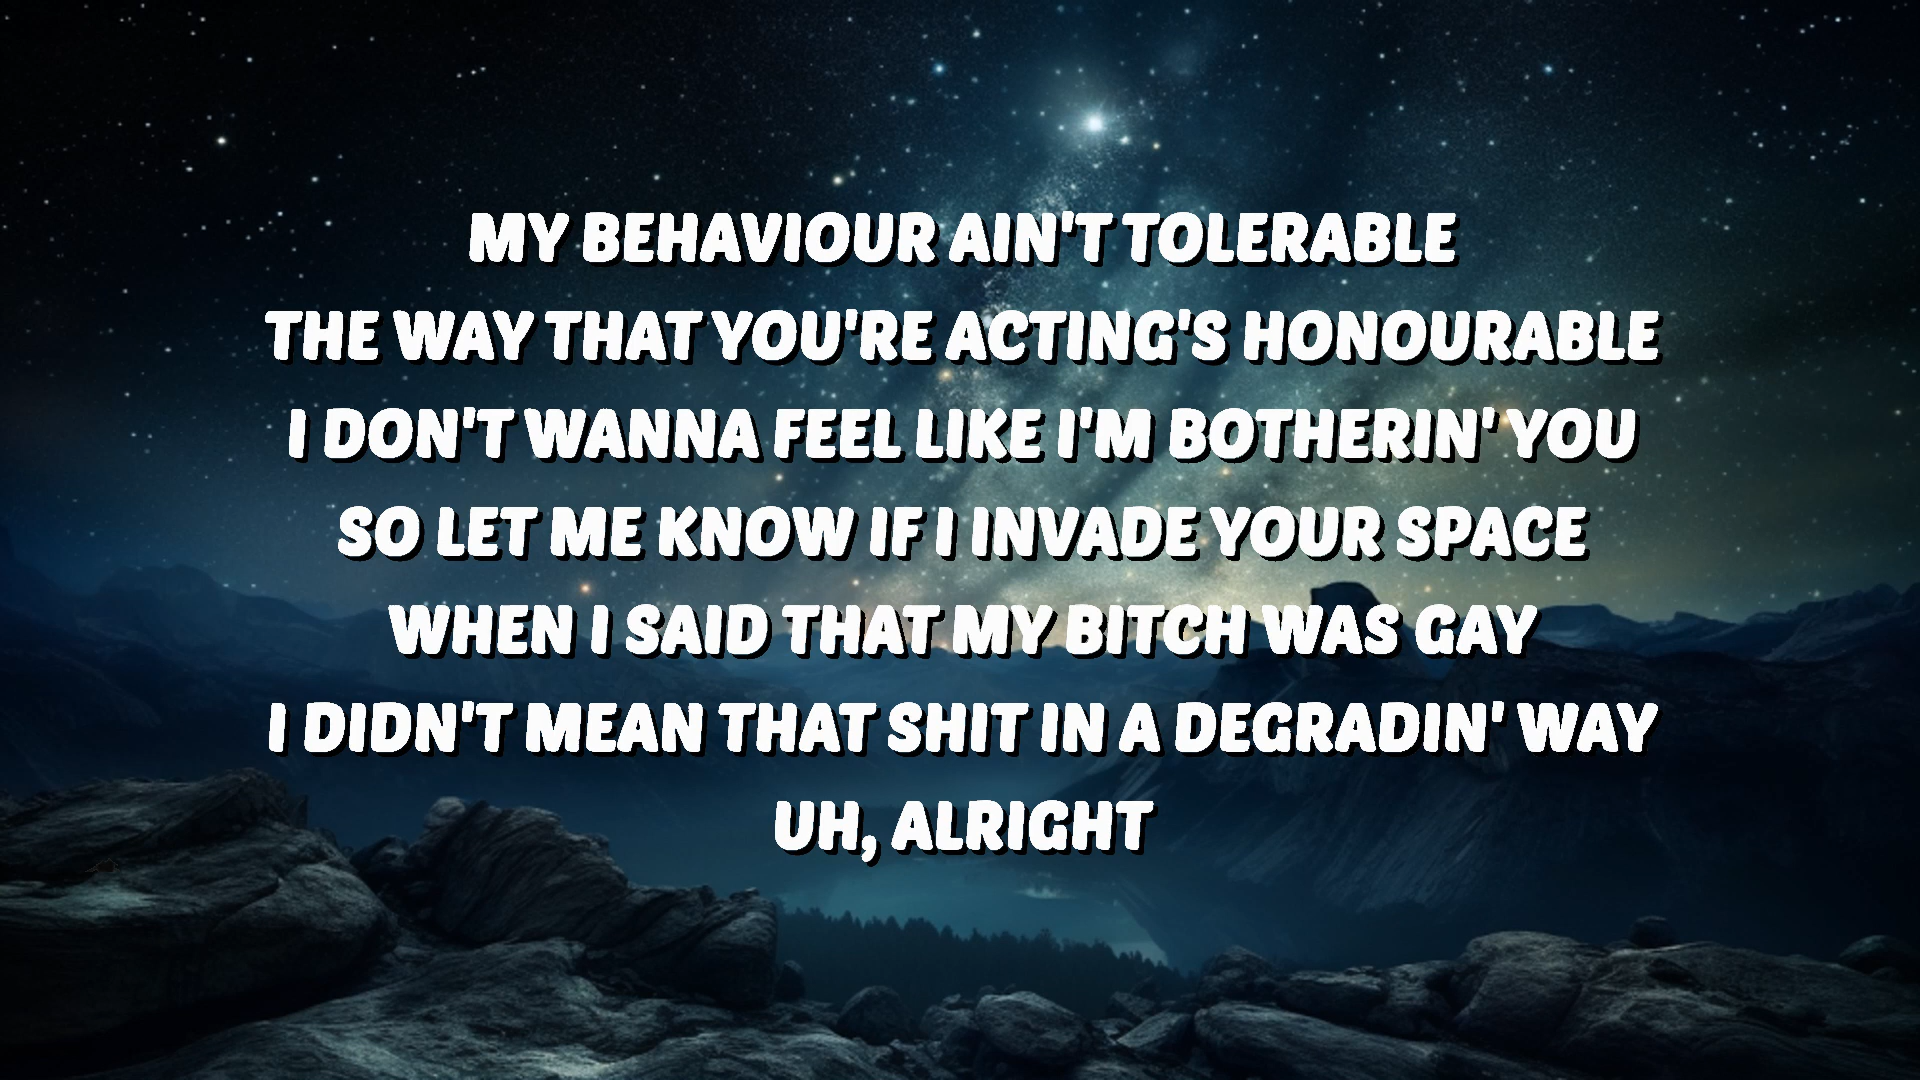 MY BEHAVIOUR AIN'T TOLERABLE
THE WAY THAT YOU'RE ACTING'S HONOURABLE
I DON'T WANNA FEEL LIKE I'M BOTHERIN' YOU
SO LET ME KNOW IF I INVADE YOUR SPACE
WHEN I SAID THAT MY BITCH WAS GAY
I DIDN'T MEAN THAT SHIT IN A DEGRADIN' WAY
UH, ALRIGHT